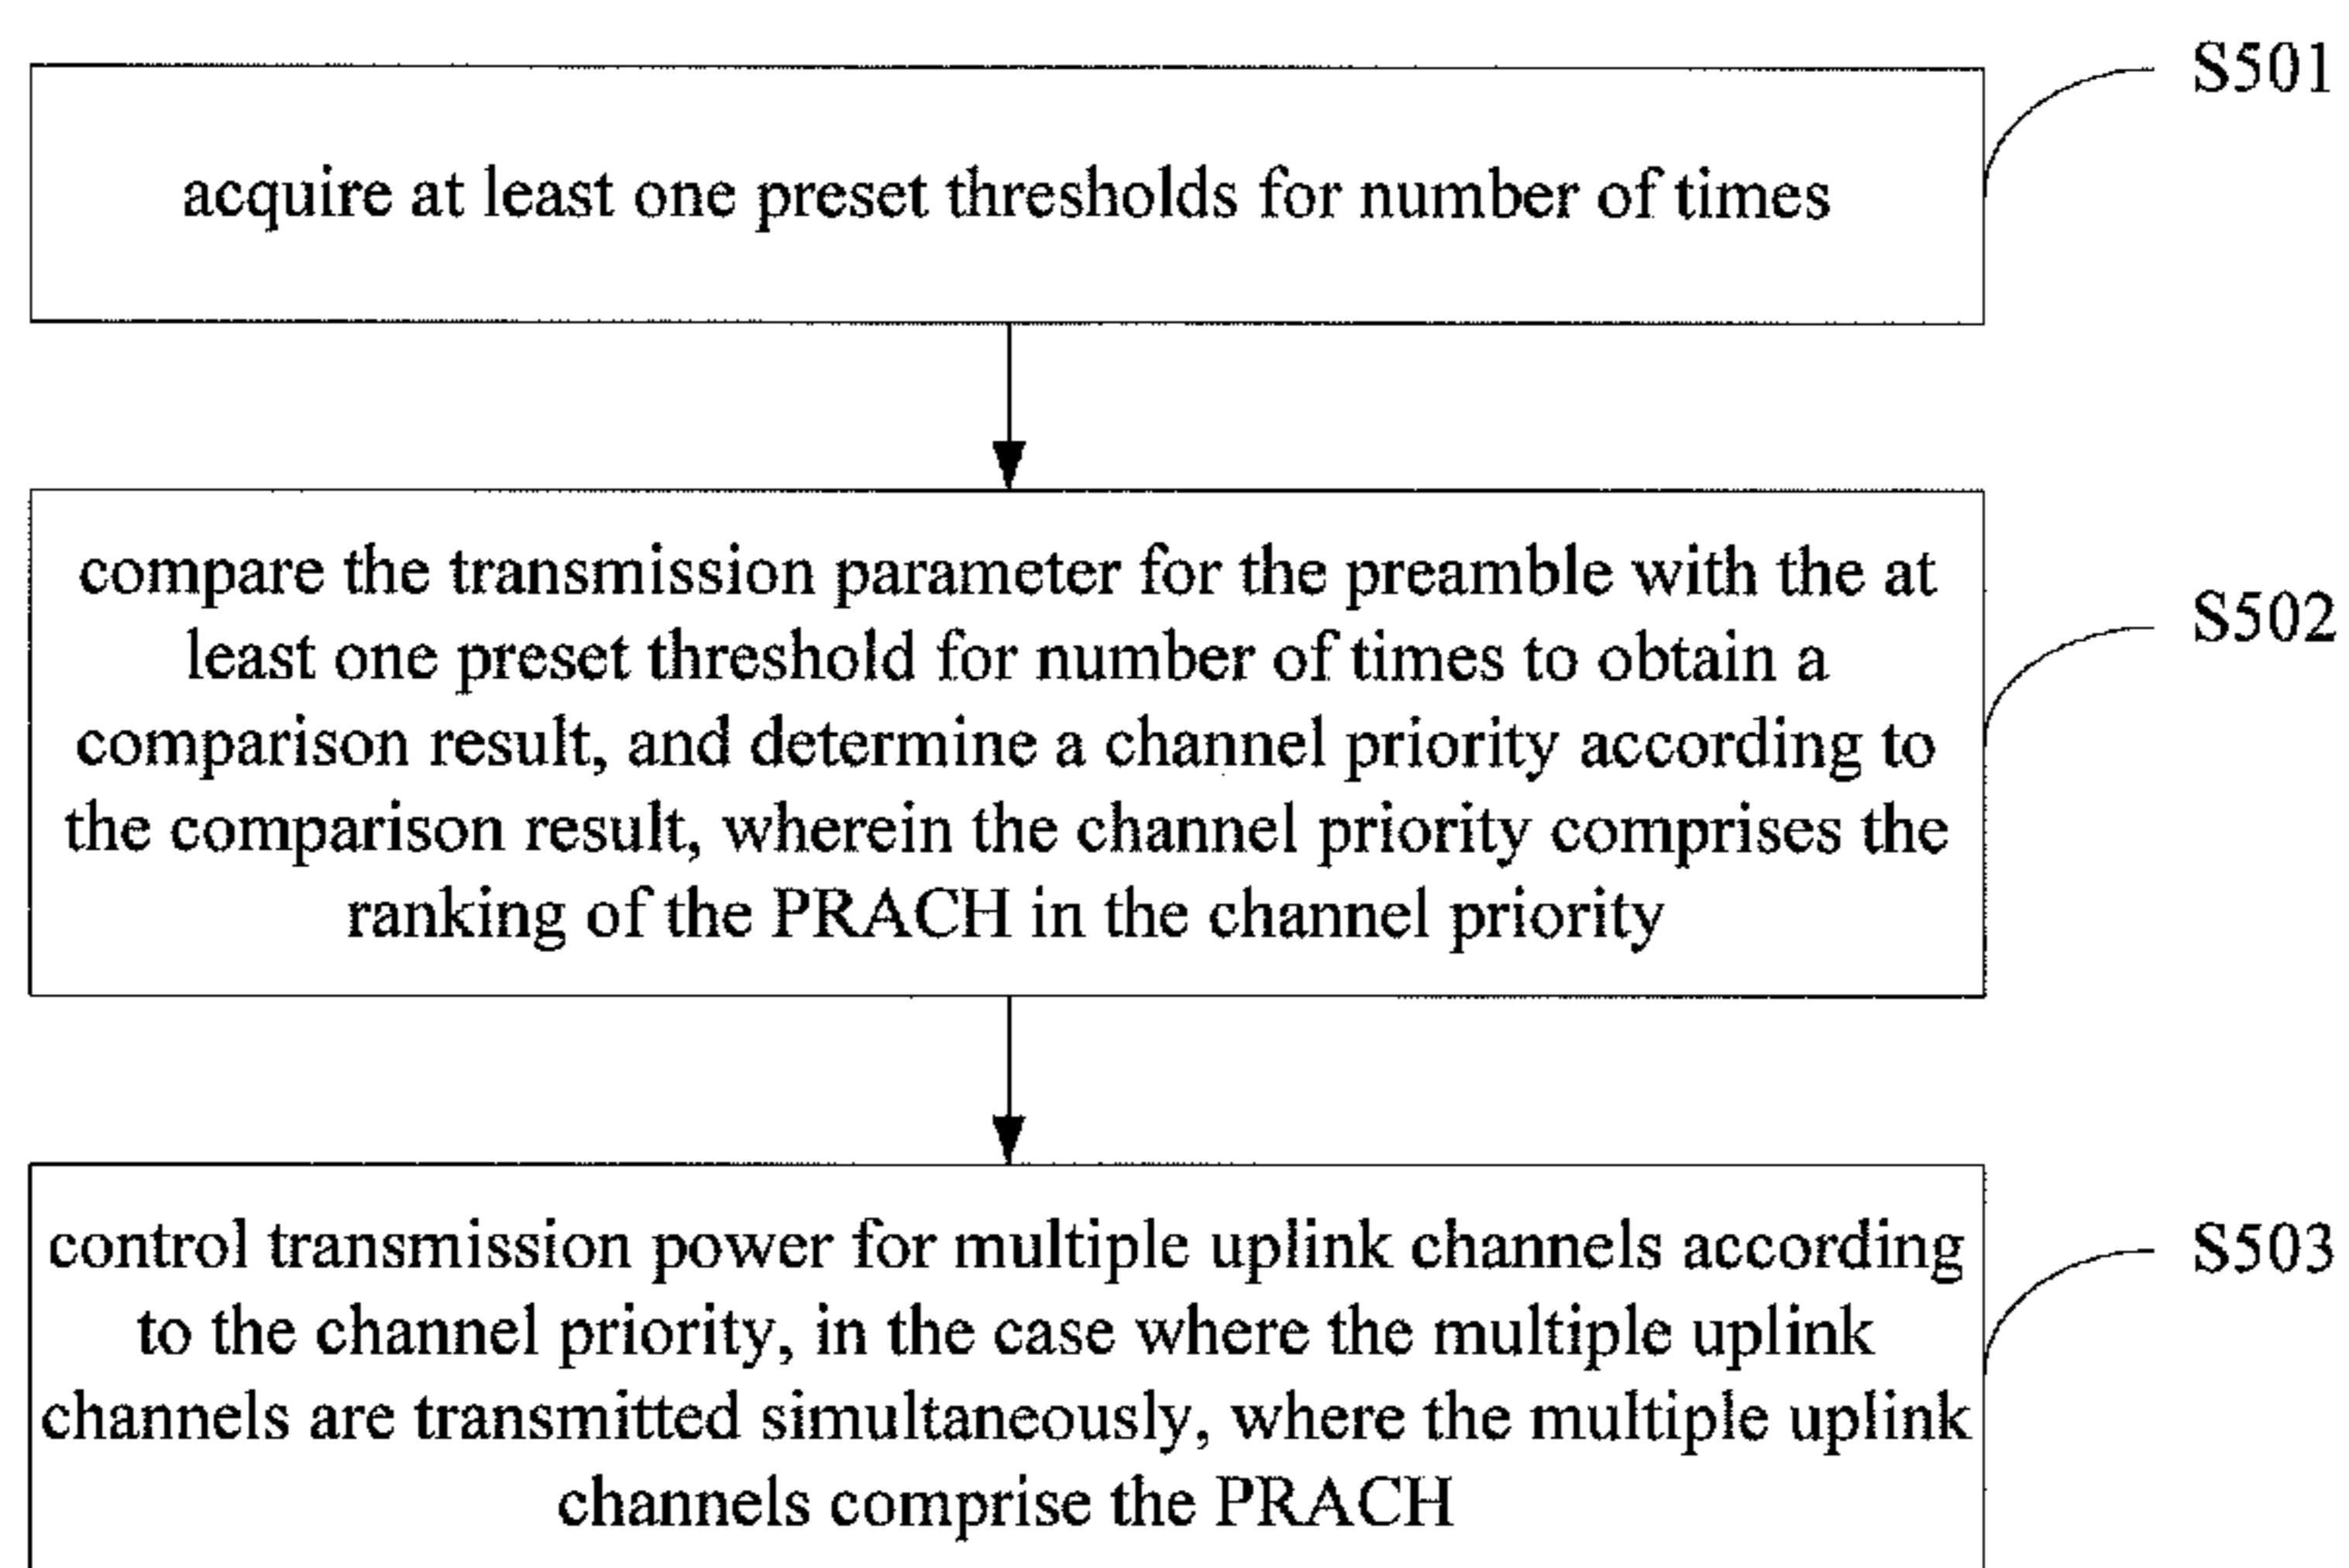 S501
acquire at least one preset thresholds for number of times
compare the transmission parameter for the preamble with the at
least one preset threshold for number of times to obtain a
comparison result, and determine a channel priority according to
the comparison result, wherein the channel priority comprises the
ranking of the PRACH in the channel priority
S502
control transmission power for multiple uplink channels according
to the channel priority, in the case where the multiple uplink
channels are transmitted simultaneously, where the multiple uplink
channels comprise the PRACH
S503